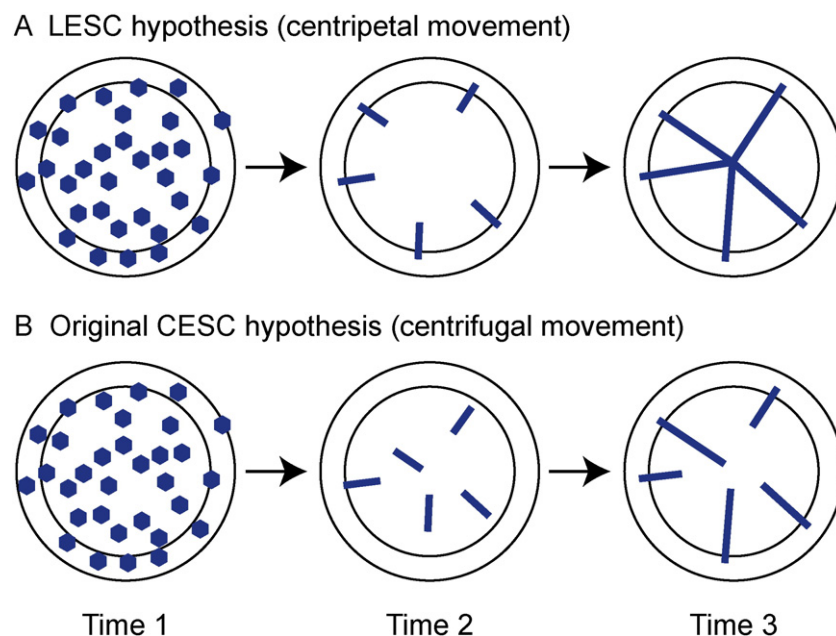 A LESC hypothesis (centripetal movement)
B Original CESC hypothesis (centrifugal movement)
Time 1 Time 2 Time 3